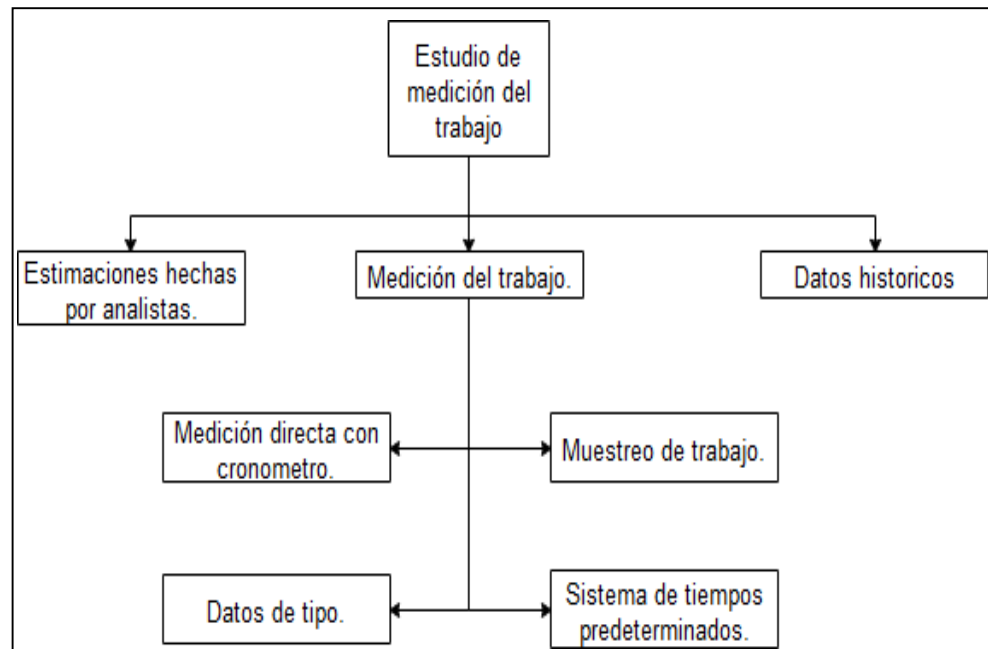 Estudio de
medición del
trabajo
Estimaciones hechas
por analistas.
Medición del trabajo.
Datos historicos
Medición directa con
cronometro.
Muestreo de trabajo.
Datos de tipo.
Sistema de tiempos
predeterminados.